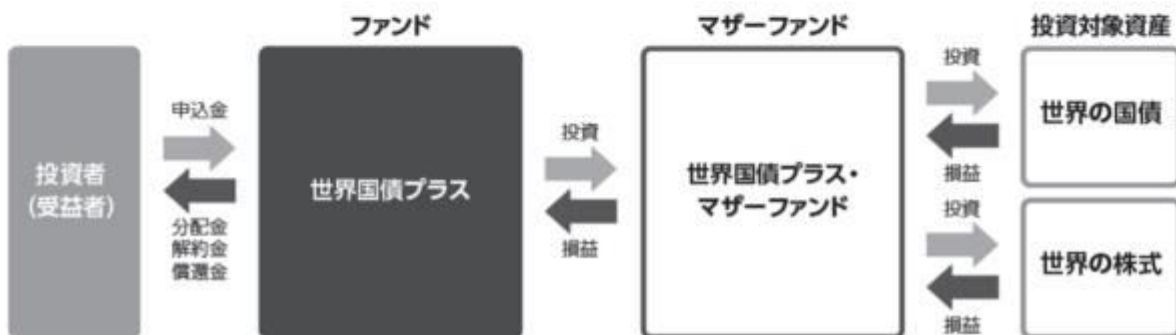 ファンド
マザーファンド
投資対象資産
投資者
(受益者)
申込金
分配金
解約金
償還金
世界国債プラス
投資
損益
世界国債プラス・
マザーファンド
投資
損益
世界の国債
投資
損益
世界の株式